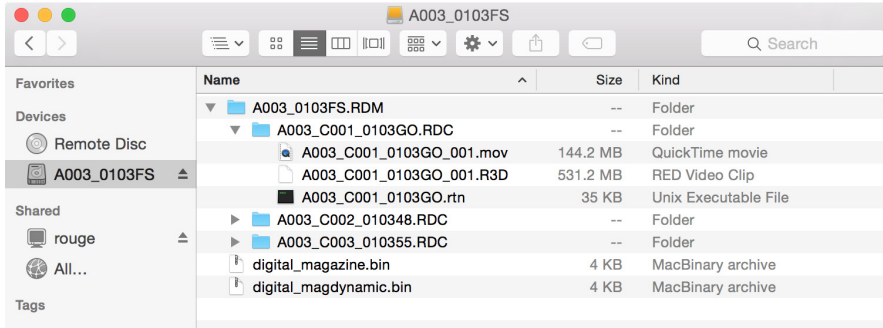 A003_0103FS
Search
Favorites
Devices
Remote Disc
A003_0103FS
Shared
rouge
All...
Tags
Name Size Kind
A003_0103FS.RDM -- Folder
A003_C001_0103GO.RDC -- Folder
A003_C001_0103GO_001.mov 144.2 MB QuickTime movie
A003_C001_0103GO_001.R3D 531.2 MB RED Video Clip
A003_C001_0103GO.rtn 35 KB Unix Executable File
A003_C002_010348.RDC -- Folder
A003_C003_010355.RDC -- Folder
digital_magazine.bin 4 KB MacBinary archive
digital_magdynamic.bin 4 KB MacBinary archive